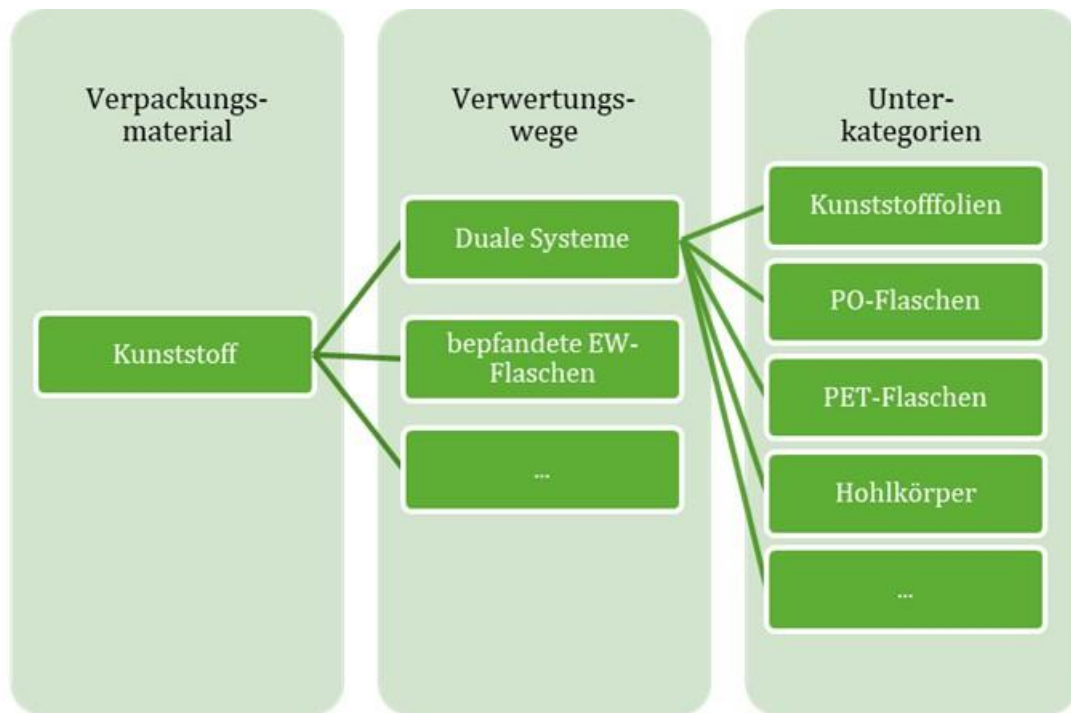 Verpackungs-
material
Verwertungs-
wege
Unter-
kategorien
Kunststoff
Duale Systeme
bepfandete EW-
Flaschen
...
Kunststofffolien
PO-Flaschen
PET-Flaschen
Hohlkörper
...